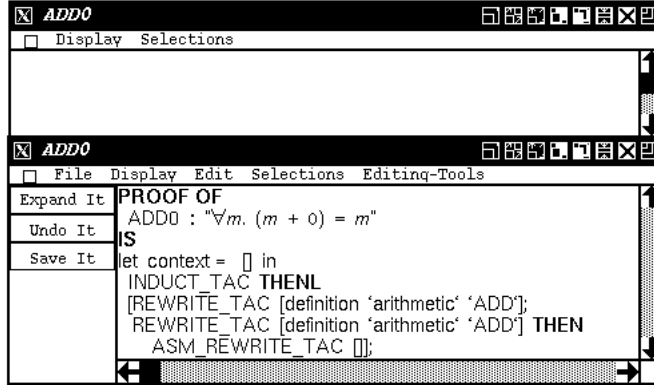 ADD0
Display Selections
ADD0
File Display Edit Selections Editing-Tools
Expand It
Undo It
Save It
PROOF OF
ADD0 : "∀m. (m + 0) = m"
IS
let context = [] in
INDUCT_TAC THENL
[REWRITE_TAC [definition ‘arithmetic‘ ‘ADD‘];
REWRITE_TAC [definition ‘arithmetic‘ ‘ADD‘] THEN
ASM_REWRITE_TAC []];